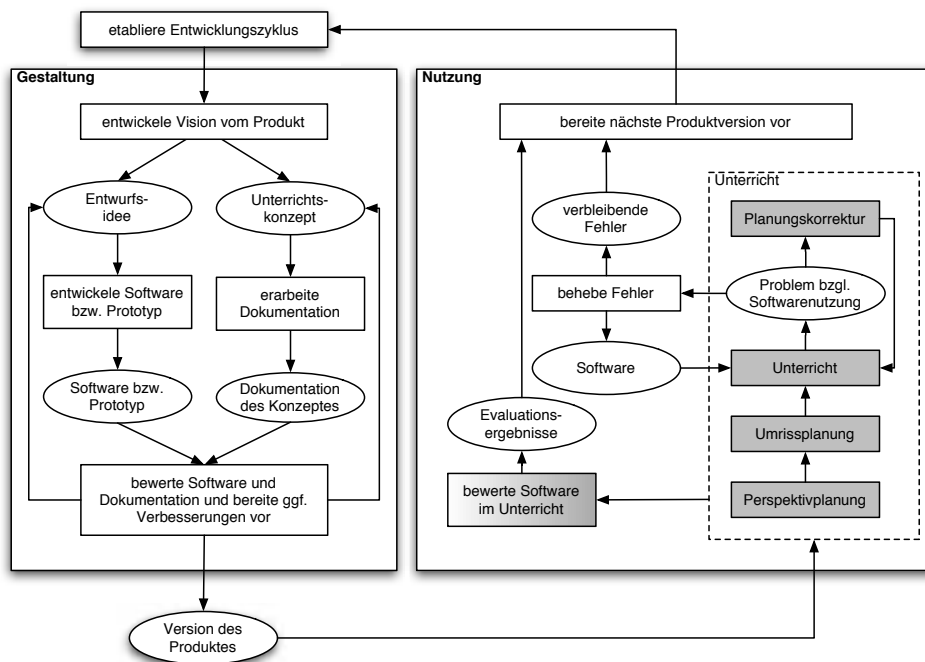 etabliere Entwicklungszyklus
Gestaltung
entwickele Vision vom Produkt
Entwurfs-
idee
Unterrichts-
konzept
entwickele Software
bzw. Prototyp
erarbeite
Dokumentation
Software bzw.
Prototyp
Dokumentation
des Konzeptes
bewerte Software und
Dokumentation und bereite ggf.
Verbesserungen vor
Version des
Produktes
Nutzung
bereite nächste Produktversion vor
verbleibende
Fehler
behebe Fehler
Software
Evaluations-
ergebnisse
bewerte Software
im Unterricht
Unterricht
Planungskorrektur
Problem bzgl.
Softwarenutzung
Unterricht
Umrissplanung
Perspektivplanung